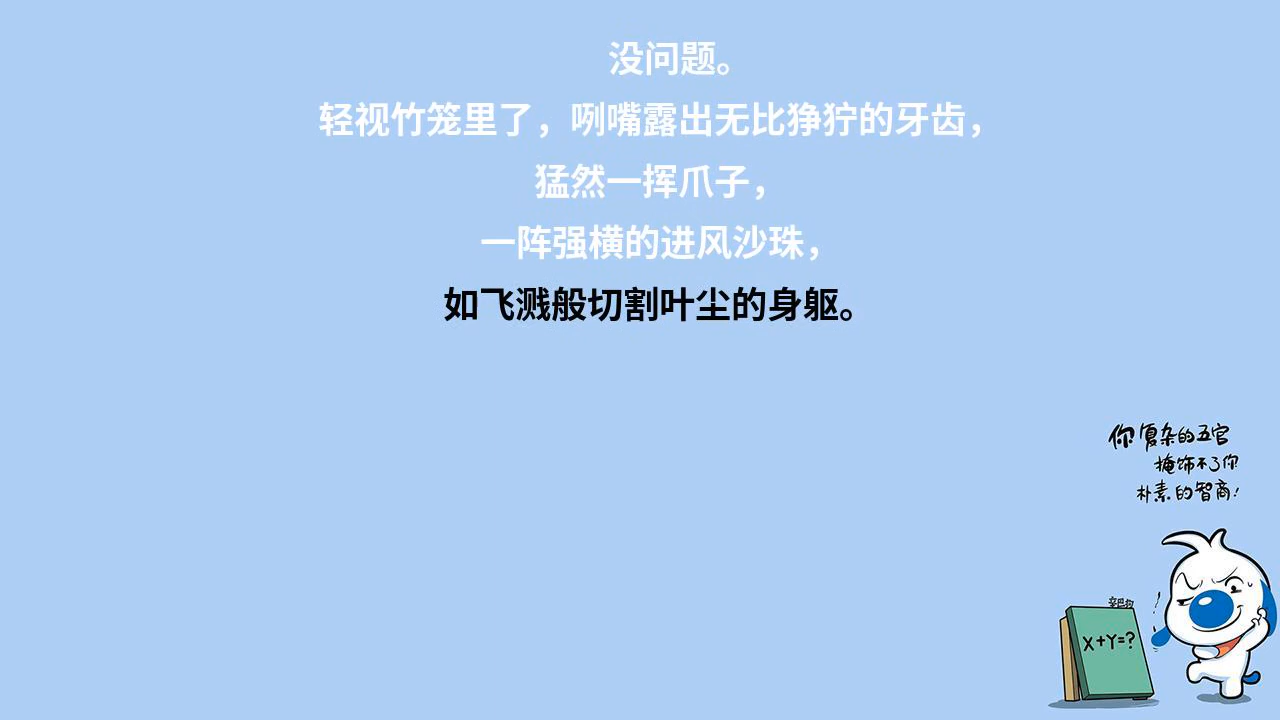 没问题。
轻视竹笼里了，咧嘴露出无比狰狞的牙齿，
猛然一挥爪子，
一阵强横的进风沙珠，
如飞溅般切割叶尘的身躯。
你复杂的五官
掩饰不了你
朴素的智商！
辛巴狗
X+Y=?